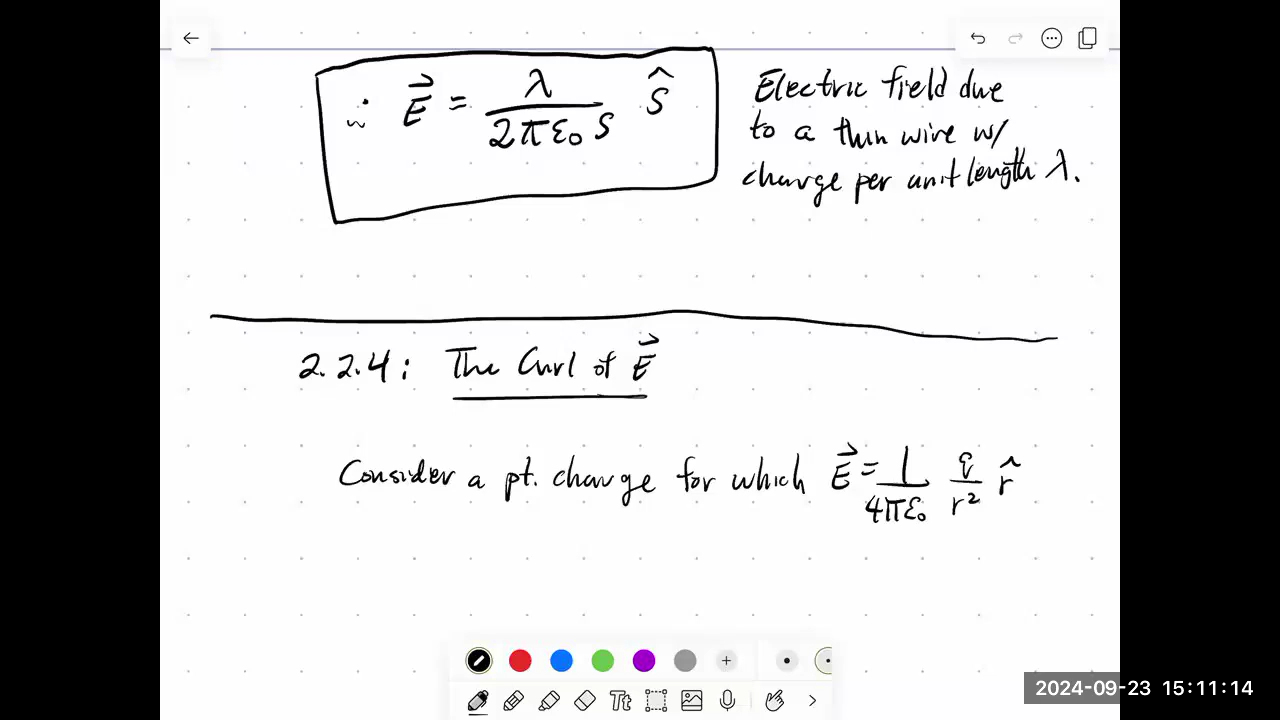 ∴ E⃗ = λ / 2πε₀s ŝ
Electric field due
to a thin wire w/
charge per unit length λ.
2.2.4: The Curl of E⃗
Consider a pt. charge for which E⃗ = 1/4πε₀ q/r² r̂
Tt
2024-09-23 15:11:14